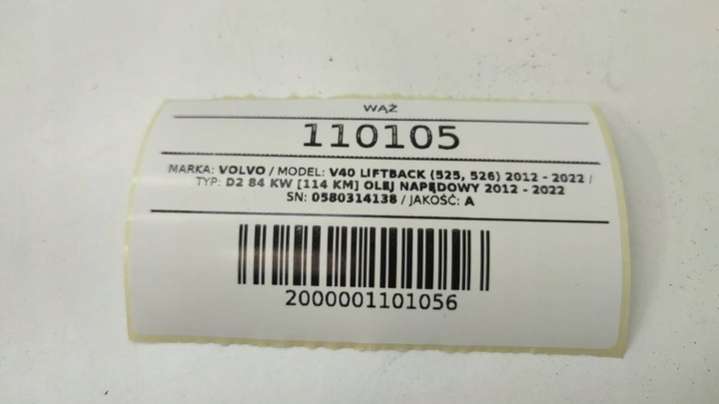 WĄŻ
110105
MARKA: VOLVO / MODEL: V40 LIFTBACK (525, 526) 2012 - 2022 /
TYP: D2 84 KW [114 KM] OLEJ NAPĘDOWY 2012 - 2022
SN: 0580314138 / JAKOŚĆ: A
2000001101056